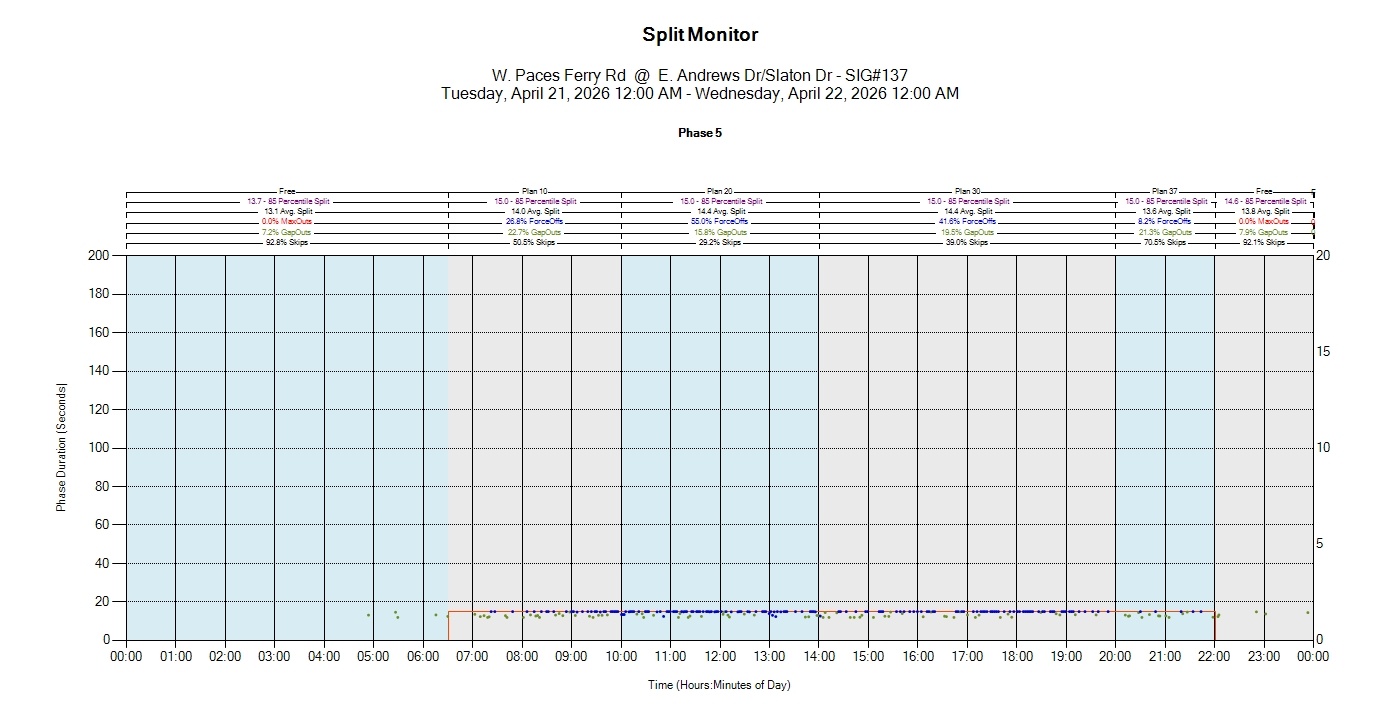 Split Monitor
W. Paces Ferry Rd @ E. Andrews Dr/Slaton Dr - SIG#137
Tuesday, April 21, 2026 12:00 AM - Wednesday, April 22, 2026 12:00 AM
Phase 5
Free Plan 10 Plan 20 Plan 30 Plan 37 Free
13.7 - 85 Percentile Split 15.0 - 85 Percentile Split 15.0 - 85 Percentile Split 15.0 - 85 Percentile Split 15.0 - 85 Percentile Split 14.6 - 85 Percentile Split
13.1 Avg. Split 14.0 Avg. Split 14.4 Avg. Split 14.4 Avg. Split 13.6 Avg. Split 13.8 Avg. Split
0.0% MaxOuts 26.8% ForceOffs 55.0% ForceOffs 41.6% ForceOffs 8.2% ForceOffs 0.0% MaxOuts
7.2% GapOuts 22.7% GapOuts 15.8% GapOuts 19.5% GapOuts 21.3% GapOuts 7.9% GapOuts
92.8% Skips 50.5% Skips 29.2% Skips 39.0% Skips 70.5% Skips 92.1% Skips
200 20
180
160
15
140
120
100 10
80
60
5
40
20
0 0
Phase Duration (Seconds)
00:00 01:00 02:00 03:00 04:00 05:00 06:00 07:00 08:00 09:00 10:00 11:00 12:00 13:00 14:00 15:00 16:00 17:00 18:00 19:00 20:00 21:00 22:00 23:00 00:00
Time (Hours:Minutes of Day)